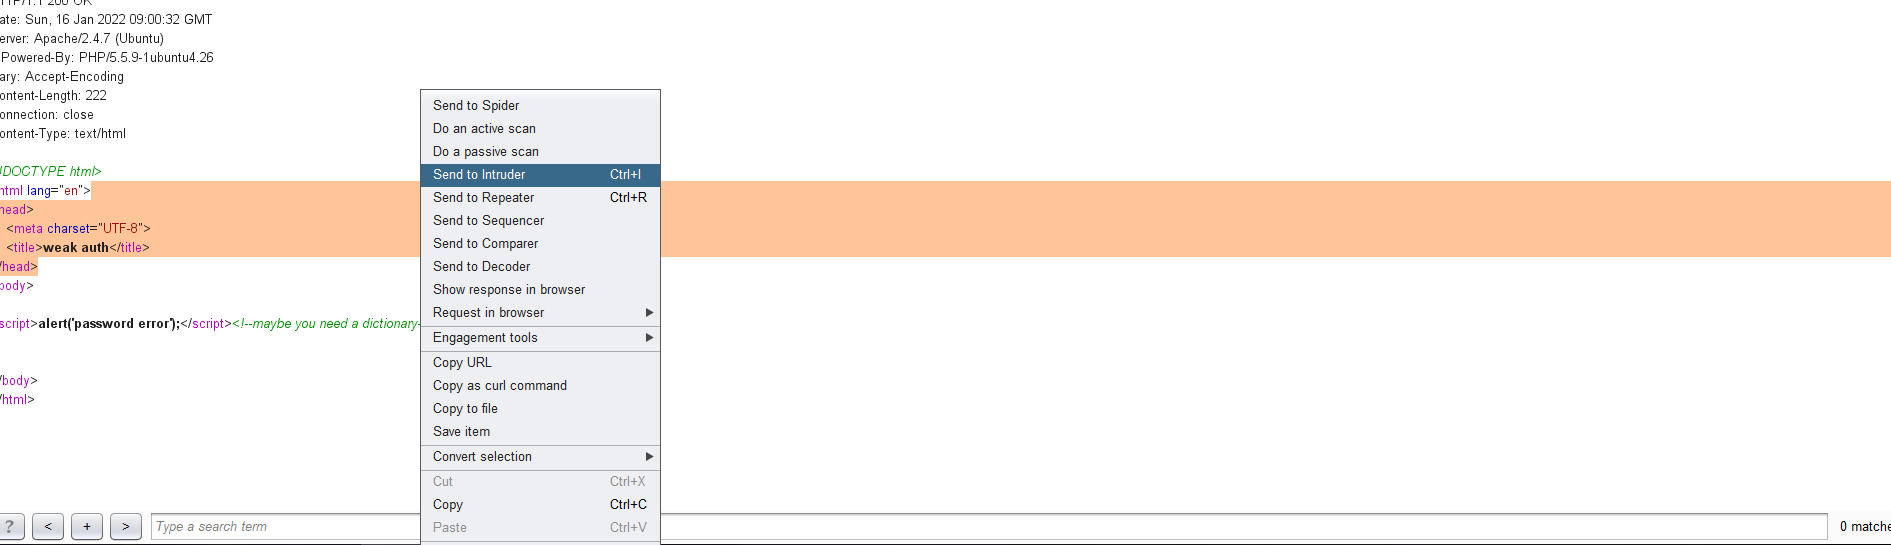 TTP/1.1 200 OK
ate: Sun, 16 Jan 2022 09:00:32 GMT
erver: Apache/2.4.7 (Ubuntu)
Powered-By: PHP/5.5.9-1ubuntu4.26
ary: Accept-Encoding
ontent-Length: 222
onnection: close
ontent-Type: text/html
!DOCTYPE html>
html lang="en">
head>
<meta charset="UTF-8">
<title>weak auth</title>
/head>
body>
script>alert('password error');</script><!--maybe you need a dictionary-
/body>
/html>
Send to Spider
Do an active scan
Do a passive scan
Send to Intruder Ctrl+I
Send to Repeater Ctrl+R
Send to Sequencer
Send to Comparer
Send to Decoder
Show response in browser
Request in browser
Engagement tools
Copy URL
Copy as curl command
Copy to file
Save item
Convert selection
Cut Ctrl+X
Copy Ctrl+C
Paste Ctrl+V
? < + > Type a search term 0 matche